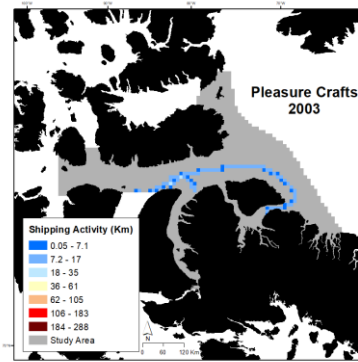 Pleasure Crafts
2003
Shipping Activity (Km)
0.05 - 7.1
7.2 - 17
18 - 35
36 - 61
62 - 105
106 - 183
184 - 288
Study Area
N
0
60
120 Km